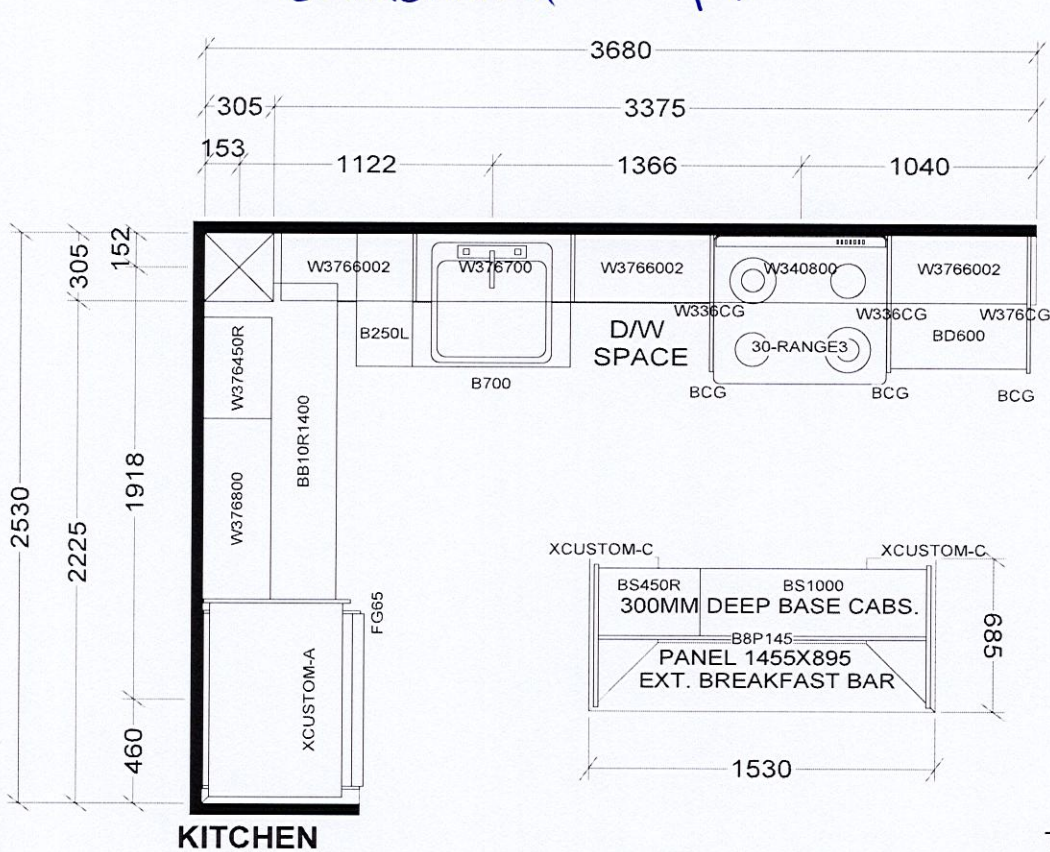 3680
305 3375
153 1122 1366 1040
2530
305
152
2225
1918
460
W3766002 W376700 W3766002 W340800 W3766002
W336CG W336CG W376CG
B250L
D/W
SPACE
30-RANGE3
BD600
B700
BCG BCG BCG
W376450R
W376800
BB10R1400
XCUSTOM-A
FG65
XCUSTOM-C XCUSTOM-C
BS450R BS1000
300MM DEEP BASE CABS.
B8P145
PANEL 1455X895
EXT. BREAKFAST BAR
685
1530
KITCHEN